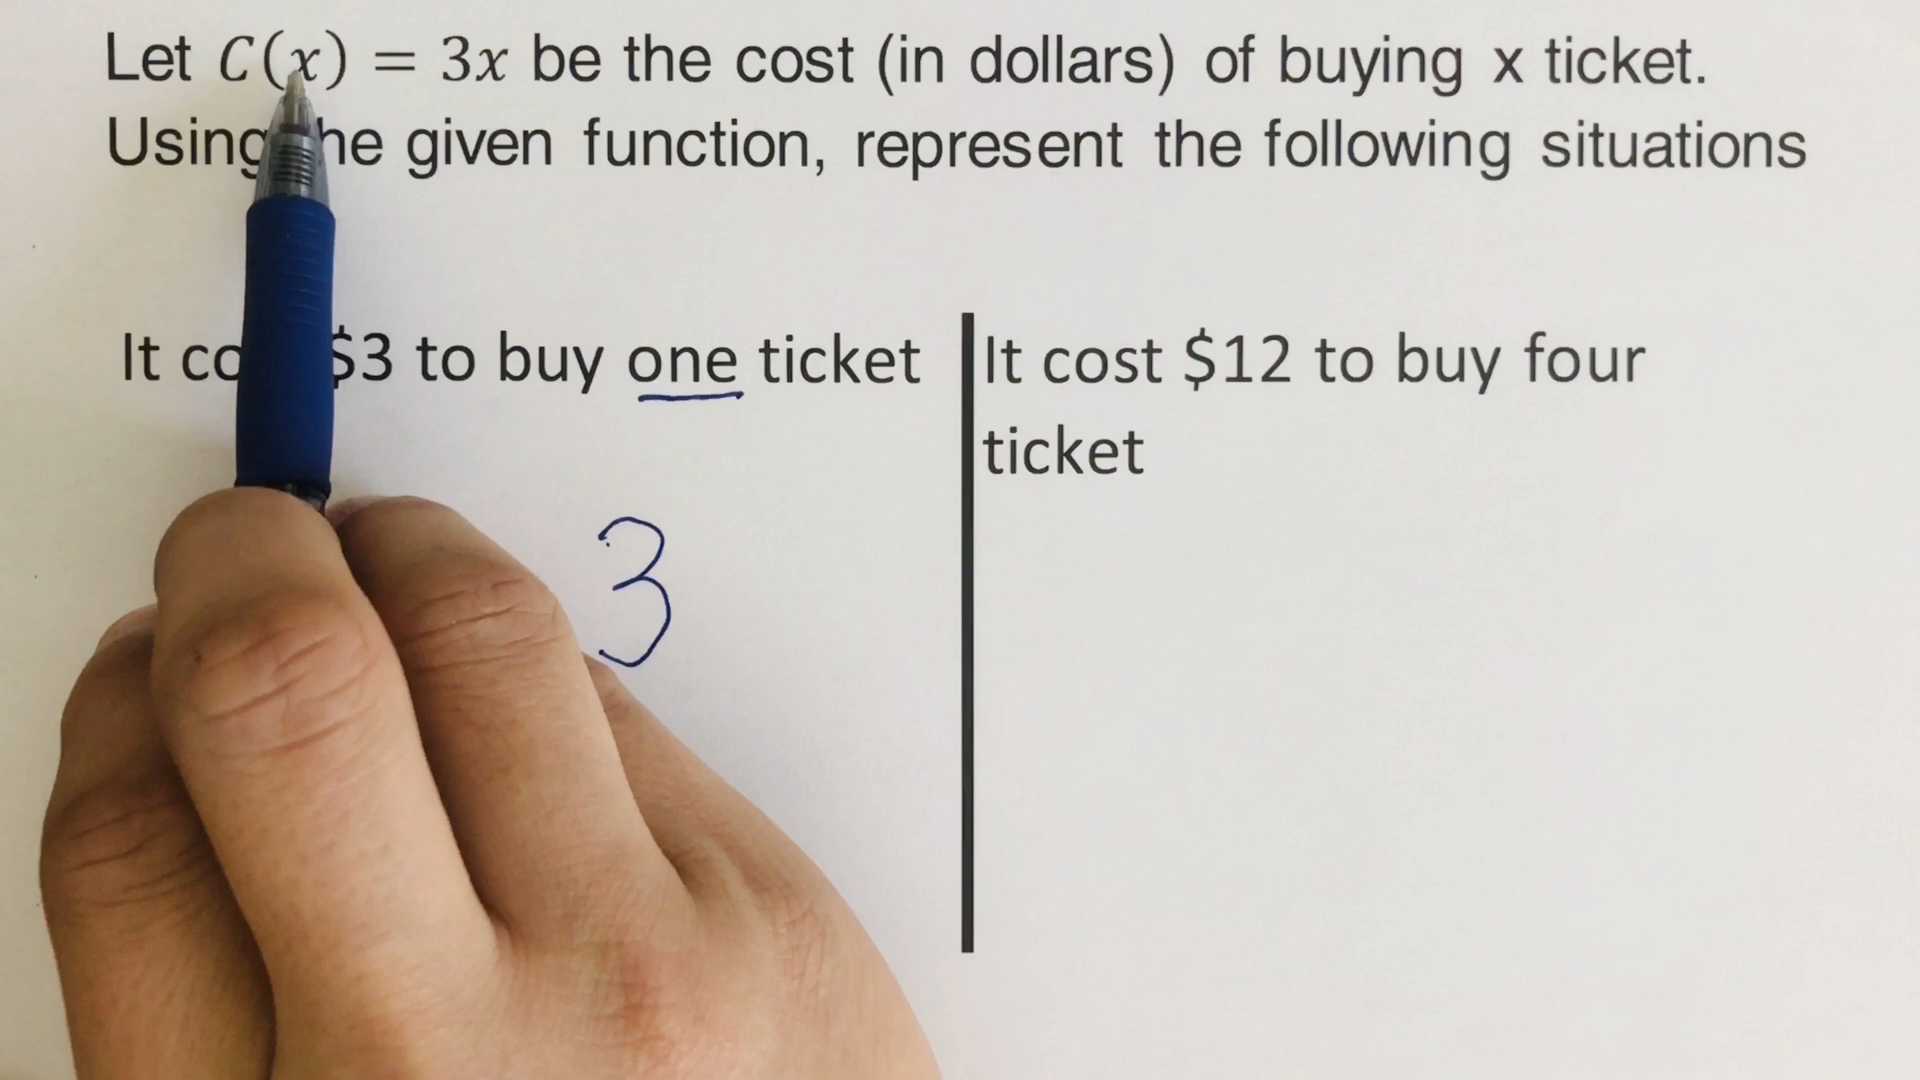 Let C(x) = 3x be the cost (in dollars) of buying x ticket.
Using he given function, represent the following situations
It co $3 to buy one ticket
It cost $12 to buy four
ticket
3